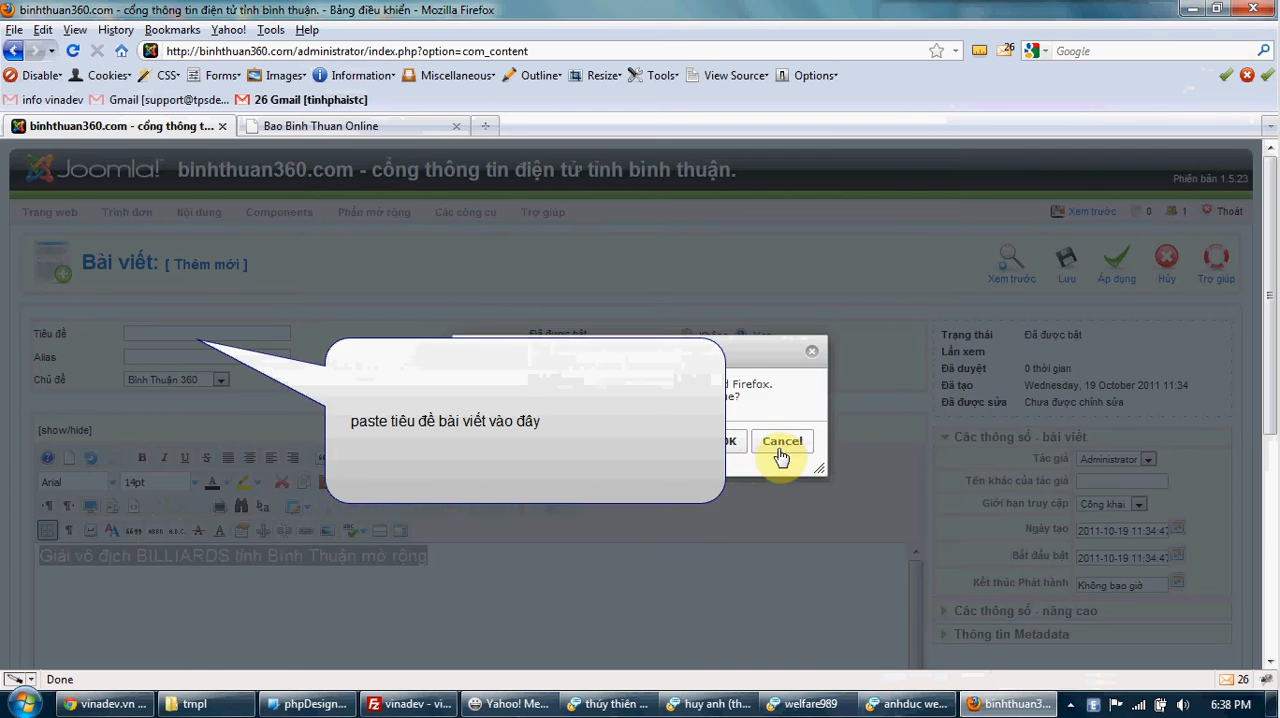 binhthuan360.com - cổng thông tin điện tử tỉnh bình thuận. - Bảng điều khiển - Mozilla Firefox
File Edit View History Bookmarks Yahoo! Tools Help
http://binhthuan360.com/administrator/index.php?option=com_content
26
Google
Disable Cookies CSS Forms Images Information Miscellaneous Outline Resize Tools View Source Options
info vinadev Gmail [support@tpsde... 26 Gmail [tinhphaistc]
binhthuan360.com - cổng thông t... Bao Binh Thuan Online
Joomla! binhthuan360.com - cổng thông tin điện tử tỉnh bình thuận.
Phiên bản 1.5.23
Trang web Trình đơn Nội dung Components Phần mở rộng Các công cụ Trợ giúp
Xem trước 0 1 Thoát
Bài viết: [ Thêm mới ]
Xem trước Lưu Áp dụng Hủy Trợ giúp
Tiêu đề
Đã được bật
Alias
Chủ đề Bình Thuận 360
d Firefox.
ue?
paste tiêu đề bài viết vào đây
OK Cancel
[show/hide]
Arial 14pt
Giải vô địch BILLIARDS tỉnh Bình Thuận mở rộng
Trạng thái Đã được bật
Lần xem
Đã duyệt 0 thời gian
Đã tạo Wednesday, 19 October 2011 11:34
Đã được sửa Chưa được chỉnh sửa
Các thông số - bài viết
Tác giả Administrator
Tên khác của tác giả
Giới hạn truy cập Công khai
Ngày tạo 2011-10-19 11:34:47
Bắt đầu bật 2011-10-19 11:34:47
Kết thúc Phát hành Không bao giờ
Các thông số - nâng cao
Thông tin Metadata
Done
26
vinadev.vn ... tmpl phpDesign... vinadev - vi... Yahoo! Me... thúy thiên ... huy anh (th... welfare989 anhduc we... binhthuan3...
6:38 PM